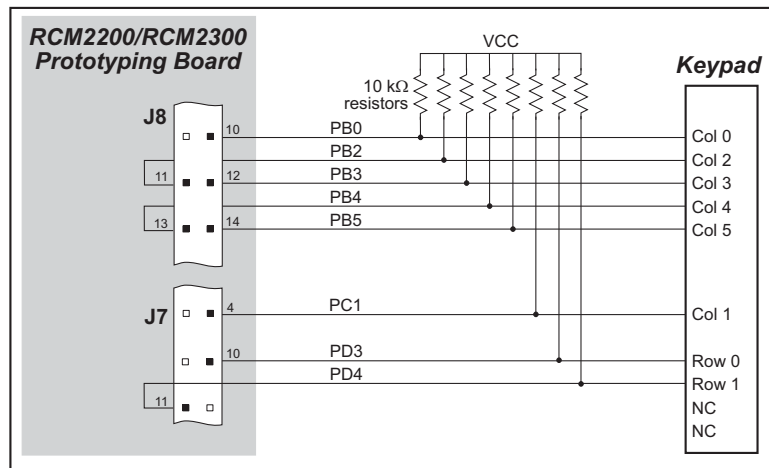 RCM2200/RCM2300
Prototyping Board
VCC
Keypad
10 kΩ
resistors
J8
10
PB0
Col 0
PB2
Col 2
11
12
PB3
Col 3
PB4
Col 4
13
14
PB5
Col 5
J7
4
PC1
Col 1
10
PD3
Row 0
PD4
Row 1
11
NC
NC